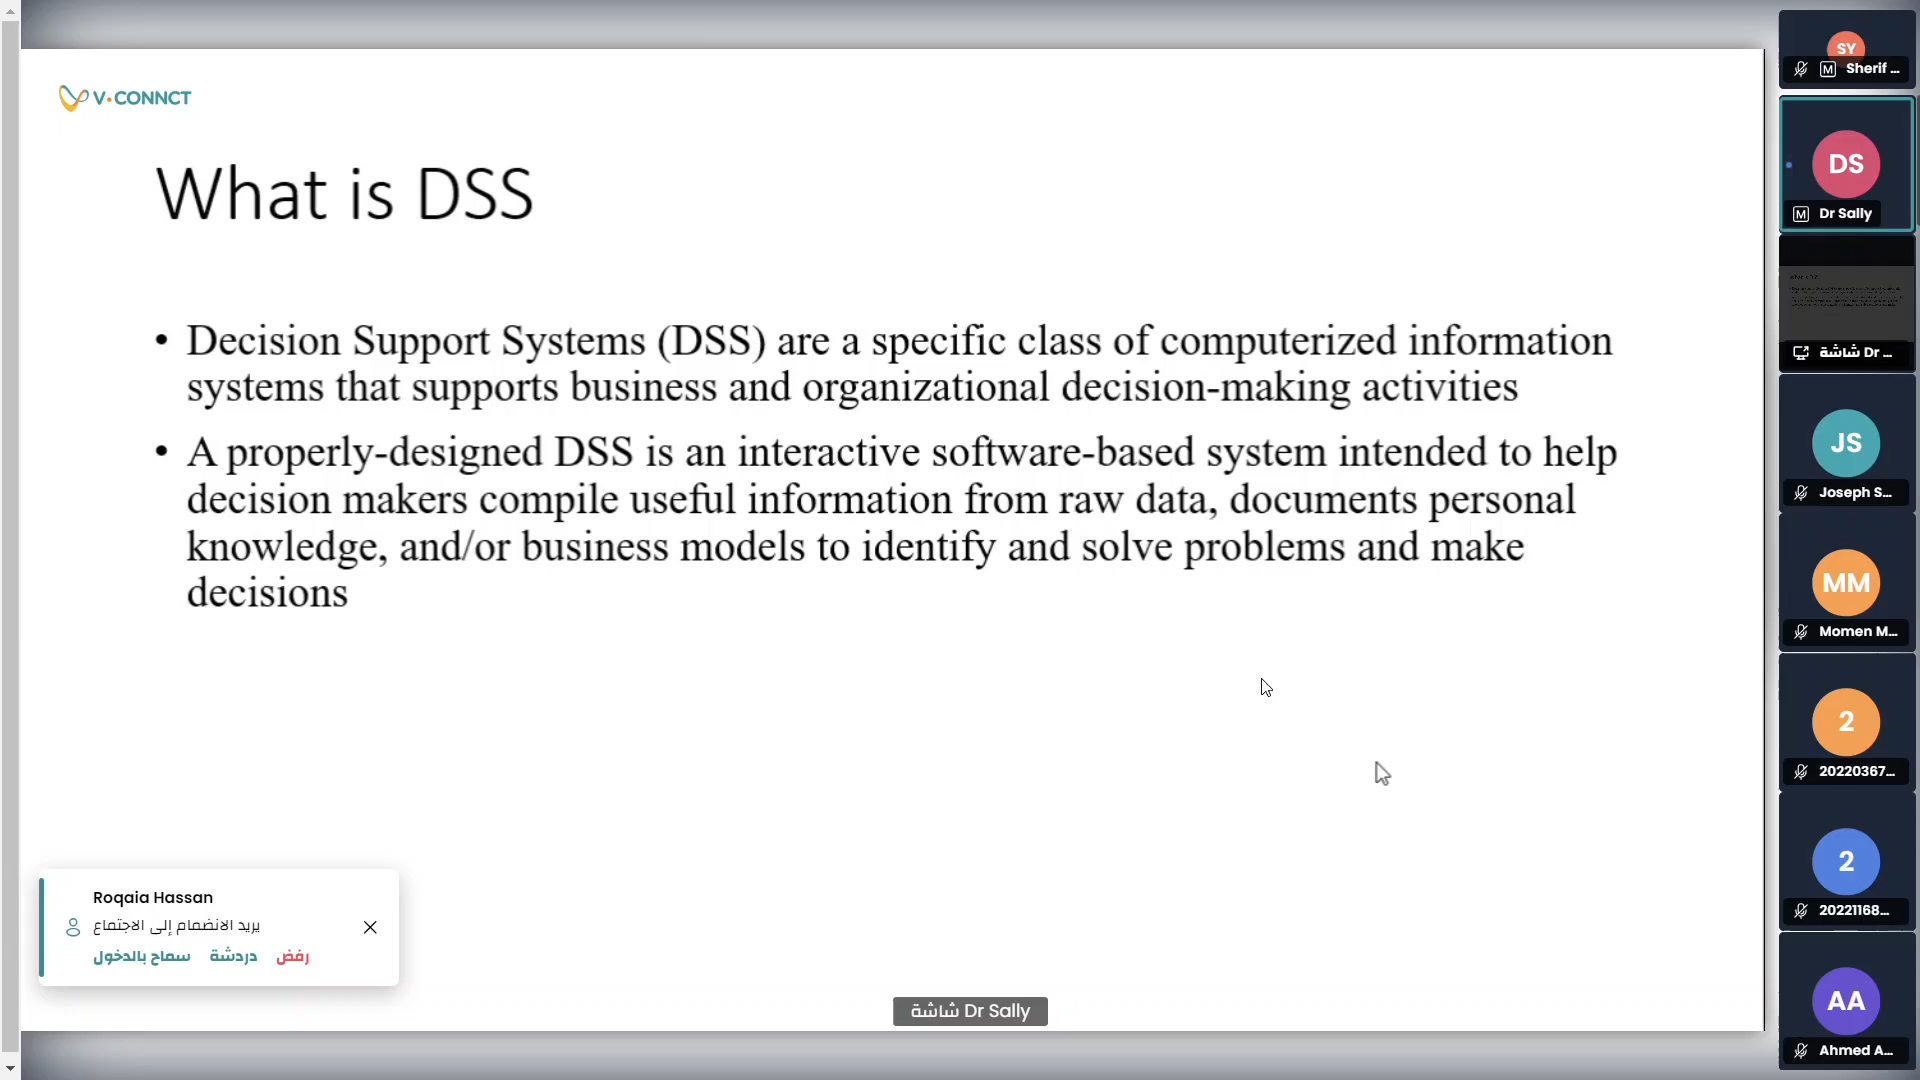 V·CONNCT
What is DSS
• Decision Support Systems (DSS) are a specific class of computerized information
systems that supports business and organizational decision-making activities
• A properly-designed DSS is an interactive software-based system intended to help
decision makers compile useful information from raw data, documents personal
knowledge, and/or business models to identify and solve problems and make
decisions
Roqaia Hassan
يريد الانضمام إلى الاجتماع
سماح بالدخول دردشة رفض
شاشة Dr Sally
SY
M Sherif ...
DS
M Dr Sally
شاشة Dr ...
JS
Joseph S...
MM
Momen M...
2
20220367...
2
20221168...
AA
Ahmed A...